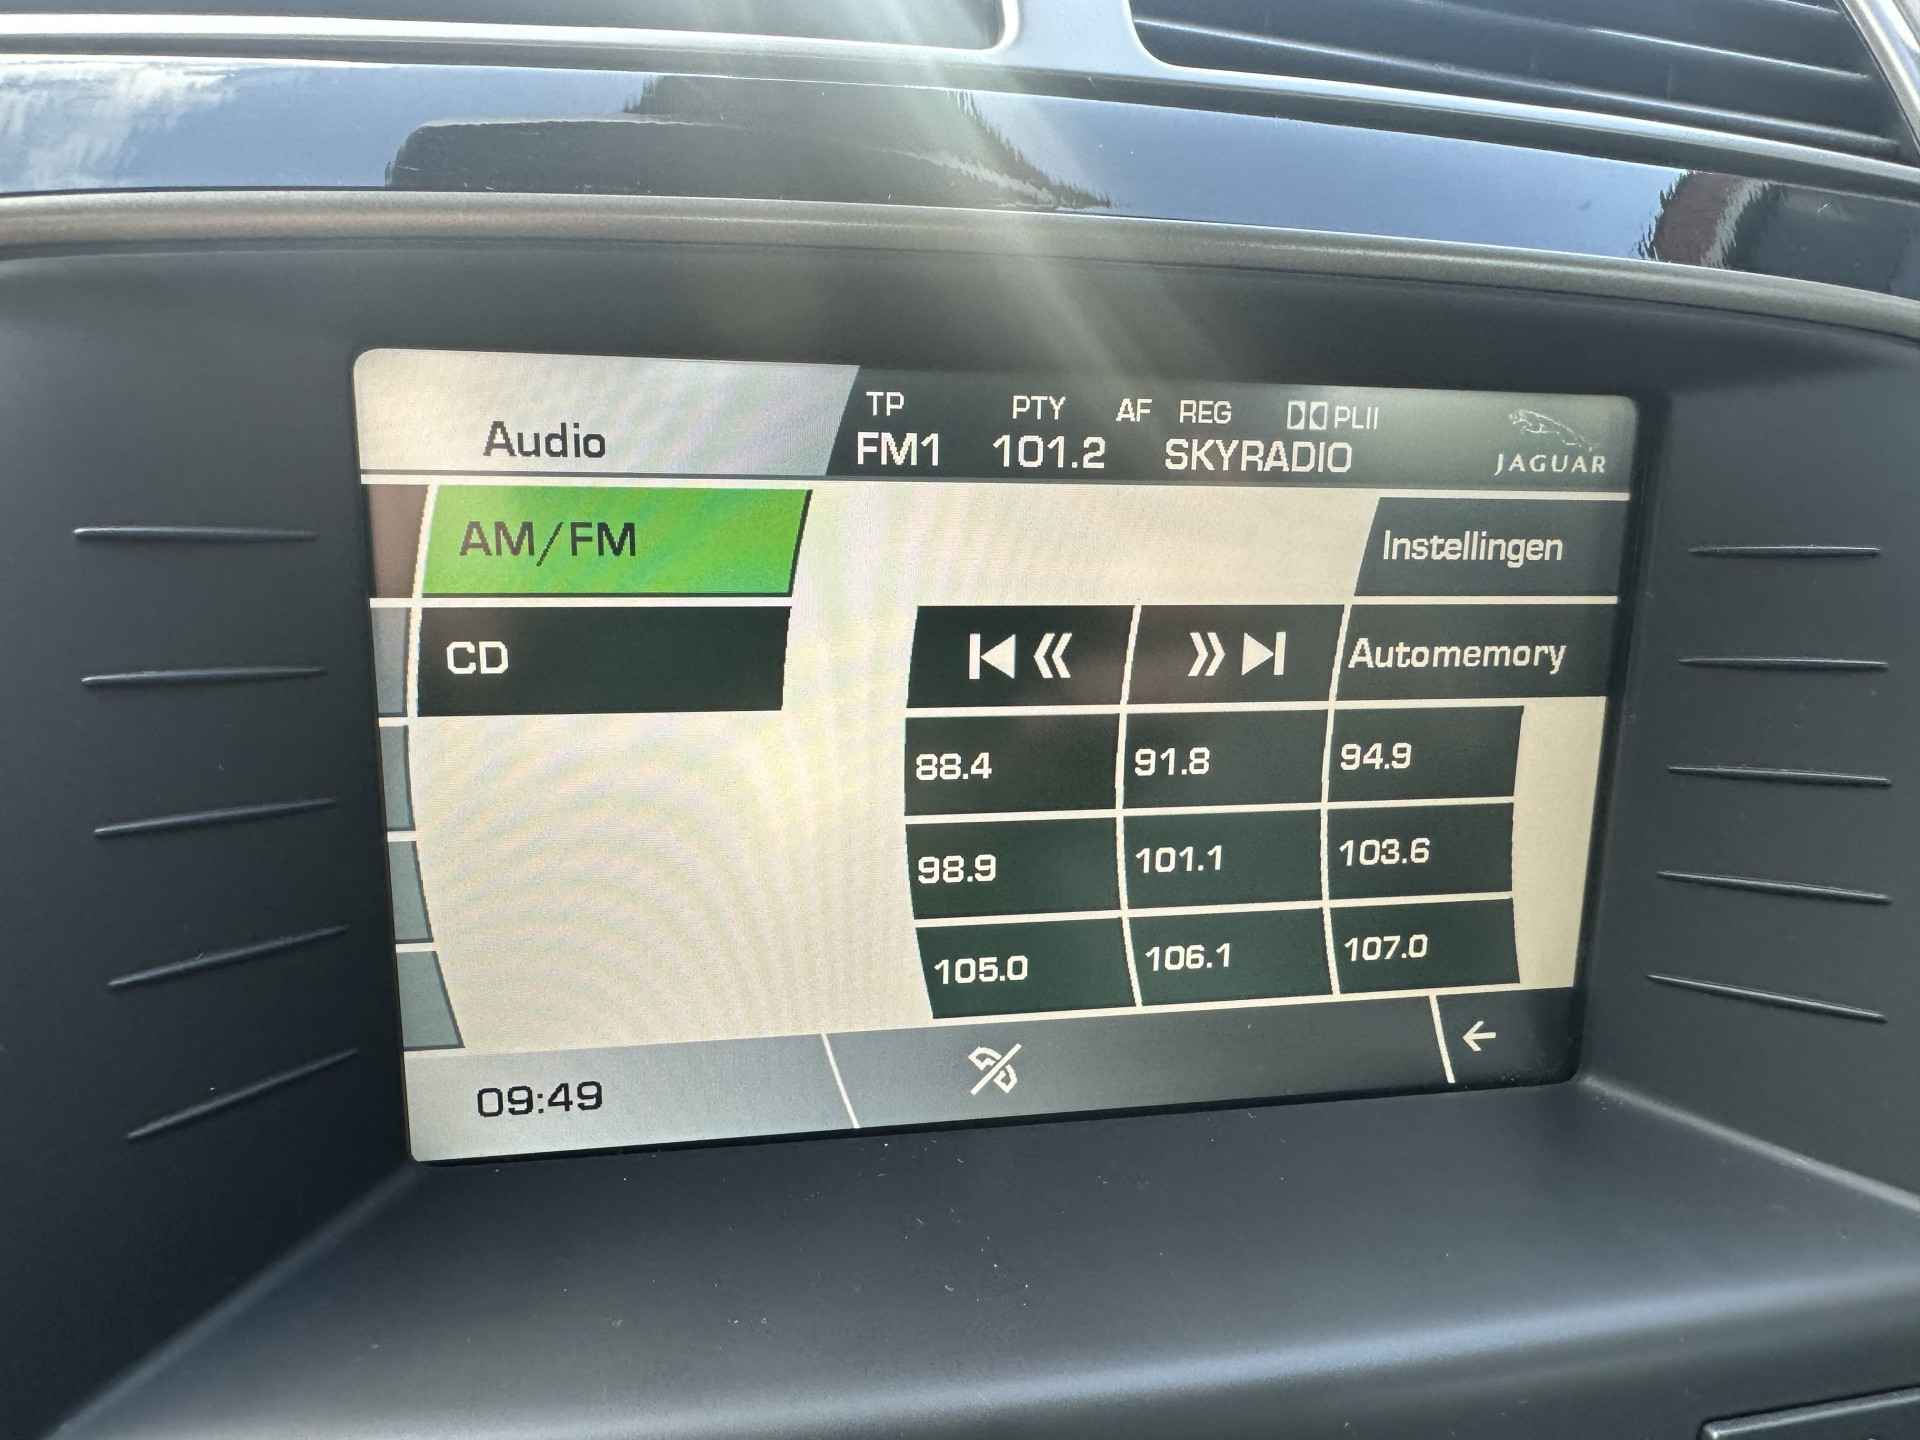 Audio
TP PTY AF REG PLII
FM1 101.2 SKYRADIO
JAGUAR
AM/FM
Instellingen
CD
Automemory
88.4 91.8 94.9
98.9 101.1 103.6
105.0 106.1 107.0
09:49